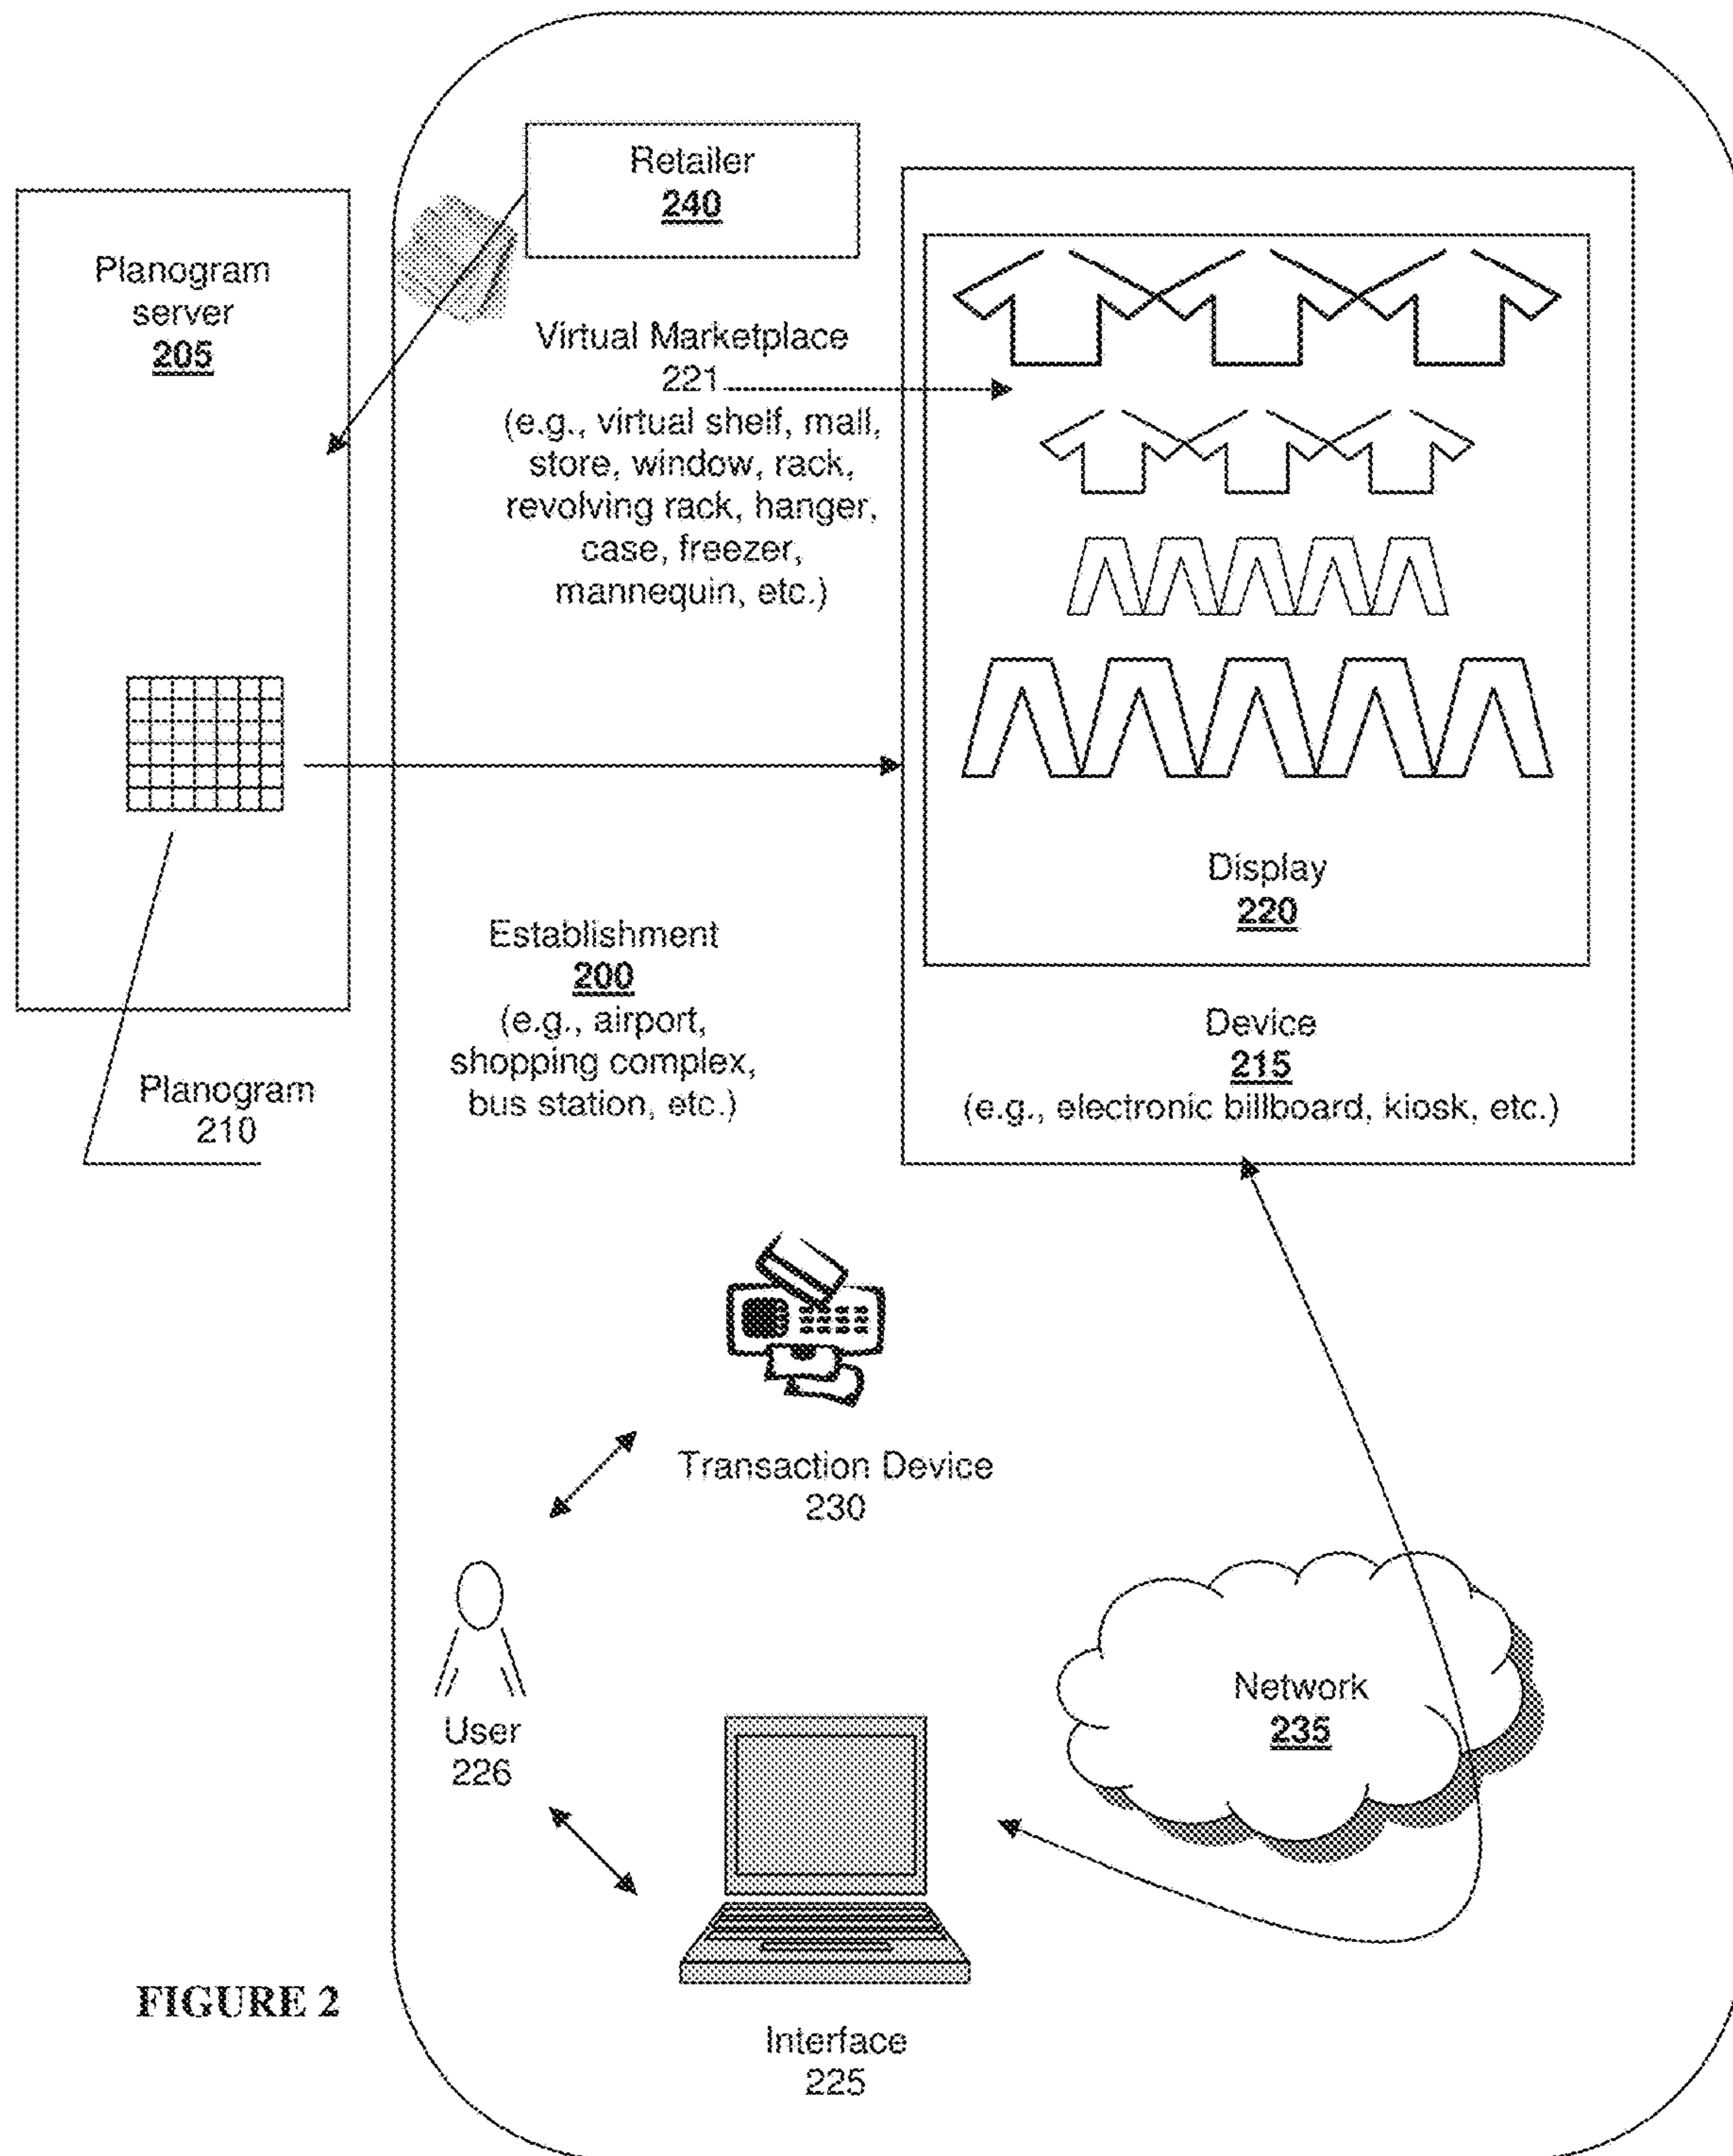 Retailer
240
Planogram
server
205
Virtual Marketplace
221
(e.g., virtual shelf, mall,
store, window, rack,
revolving rack, hanger,
case, freezer,
mannequin, etc.)
Display
220
Establishment
200
(e.g., airport,
shopping complex,
bus station, etc.)
Device
215
(e.g., electronic billboard, kiosk, etc.)
Planogram
210
Transaction Device
230
User
226
Network
235
FIGURE 2
Interface
225